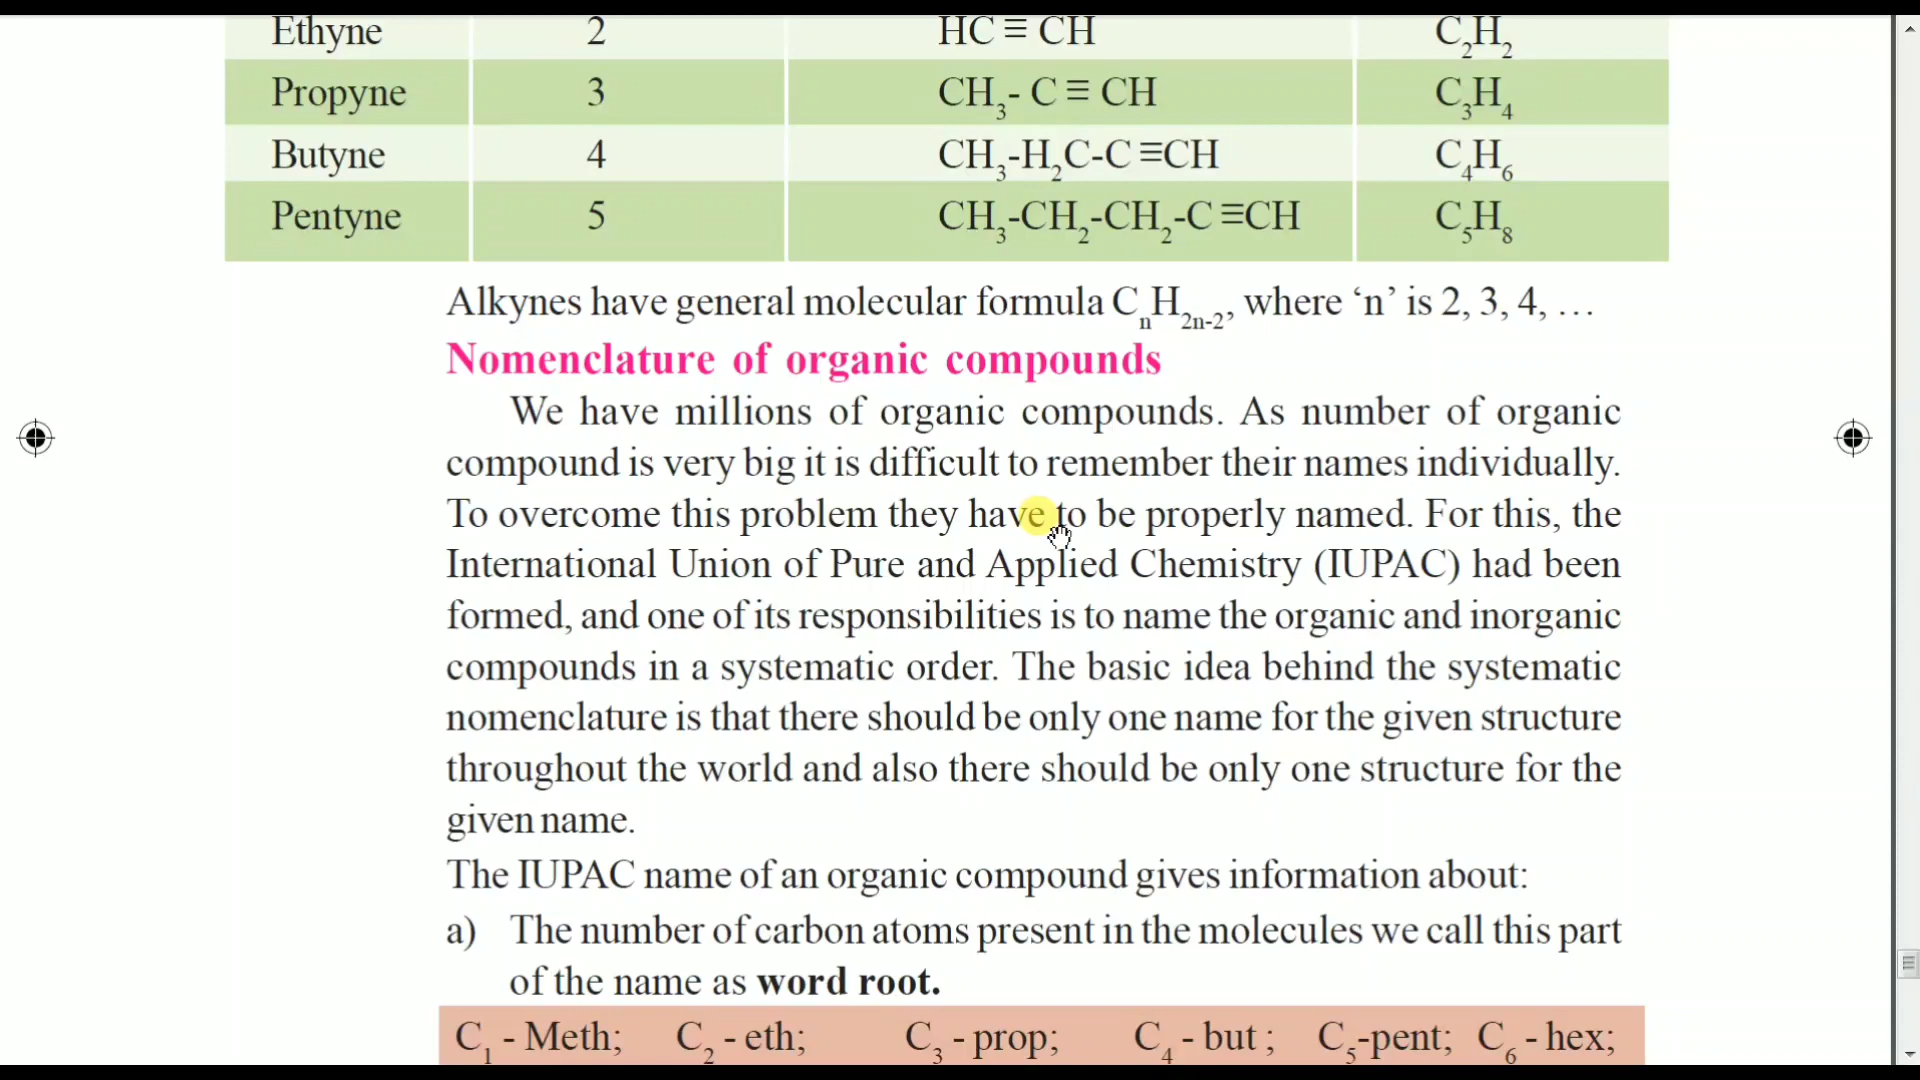 Ethyne 2 HC ≡ CH C₂H₂
Propyne 3 CH₃- C ≡ CH C₃H₄
Butyne 4 CH₃-H₂C-C ≡CH C₄H₆
Pentyne 5 CH₃-CH₂-CH₂-C ≡CH C₅H₈
Alkynes have general molecular formula CₙH₂ₙ₋₂, where ‘n’ is 2, 3, 4, …
Nomenclature of organic compounds
We have millions of organic compounds. As number of organic
compound is very big it is difficult to remember their names individually.
To overcome this problem they have to be properly named. For this, the
International Union of Pure and Applied Chemistry (IUPAC) had been
formed, and one of its responsibilities is to name the organic and inorganic
compounds in a systematic order. The basic idea behind the systematic
nomenclature is that there should be only one name for the given structure
throughout the world and also there should be only one structure for the
given name.
The IUPAC name of an organic compound gives information about:
a) The number of carbon atoms present in the molecules we call this part
of the name as word root.
C₁ - Meth; C₂ - eth; C₃ - prop; C₄ - but ; C₅-pent; C₆ - hex;